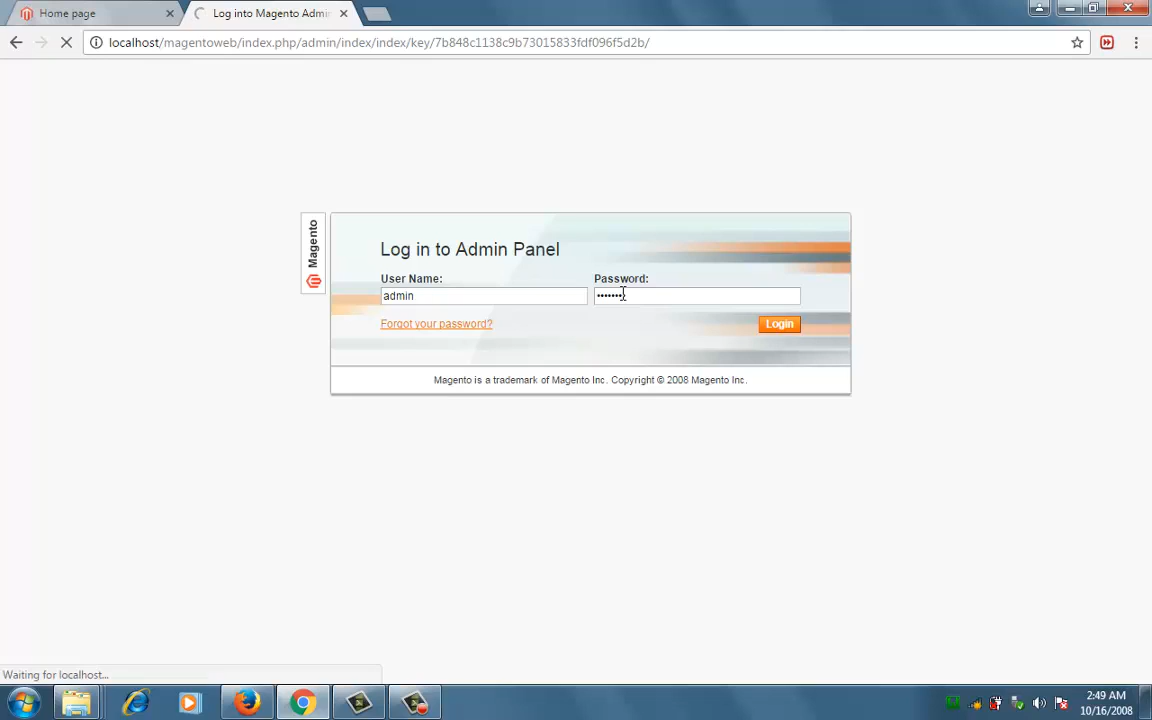 Home page
Log into Magento Admin
localhost/magentoweb/index.php/admin/index/index/key/7b848c1138c9b73015833fdf096f5d2b/
Magento
Log in to Admin Panel
User Name:
Password:
admin
•••••••
Forgot your password?
Login
Magento is a trademark of Magento Inc. Copyright © 2008 Magento Inc.
Waiting for localhost...
2:49 AM
10/16/2008